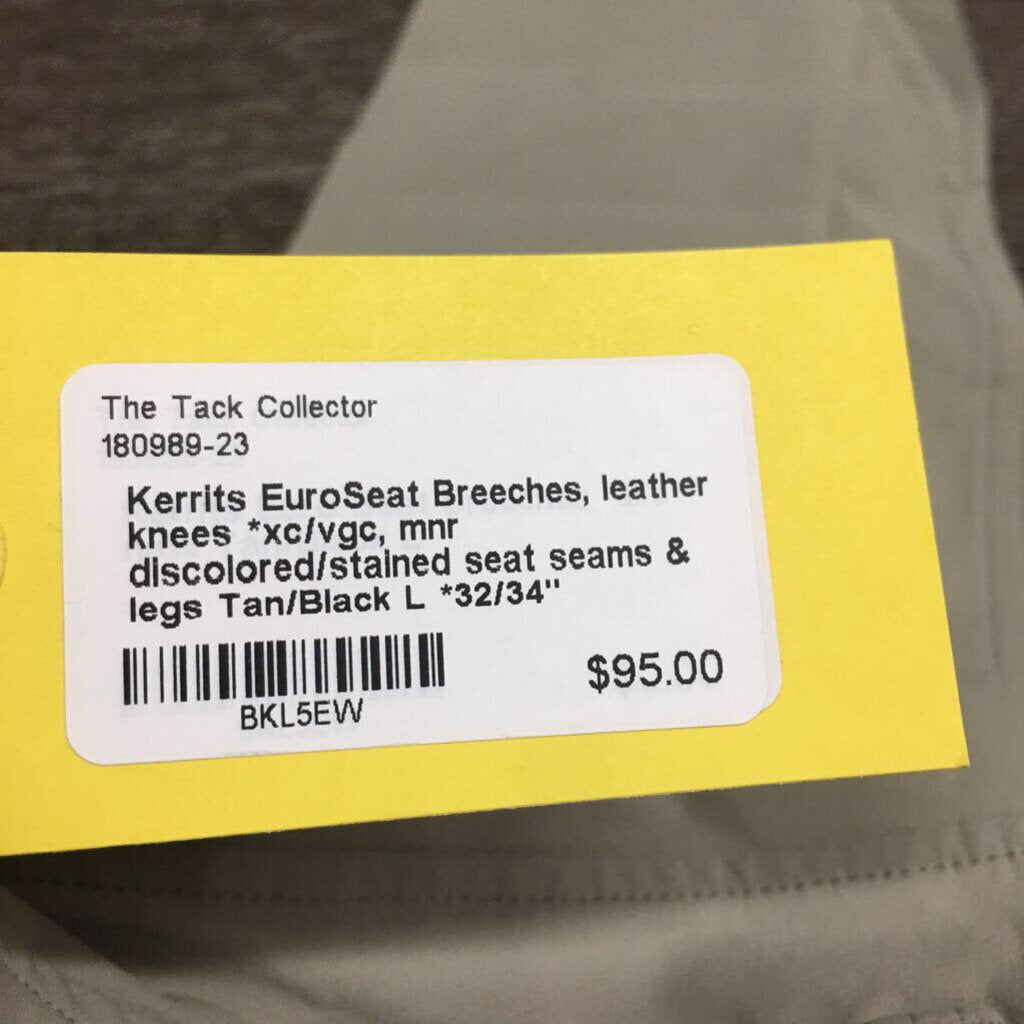 The Tack Collector
180989-23
Kerrits EuroSeat Breeches, leather
knees *xc/vgc, mnr
discolored/stained seat seams &
legs Tan/Black L *32/34"
$95.00
BKL5EW